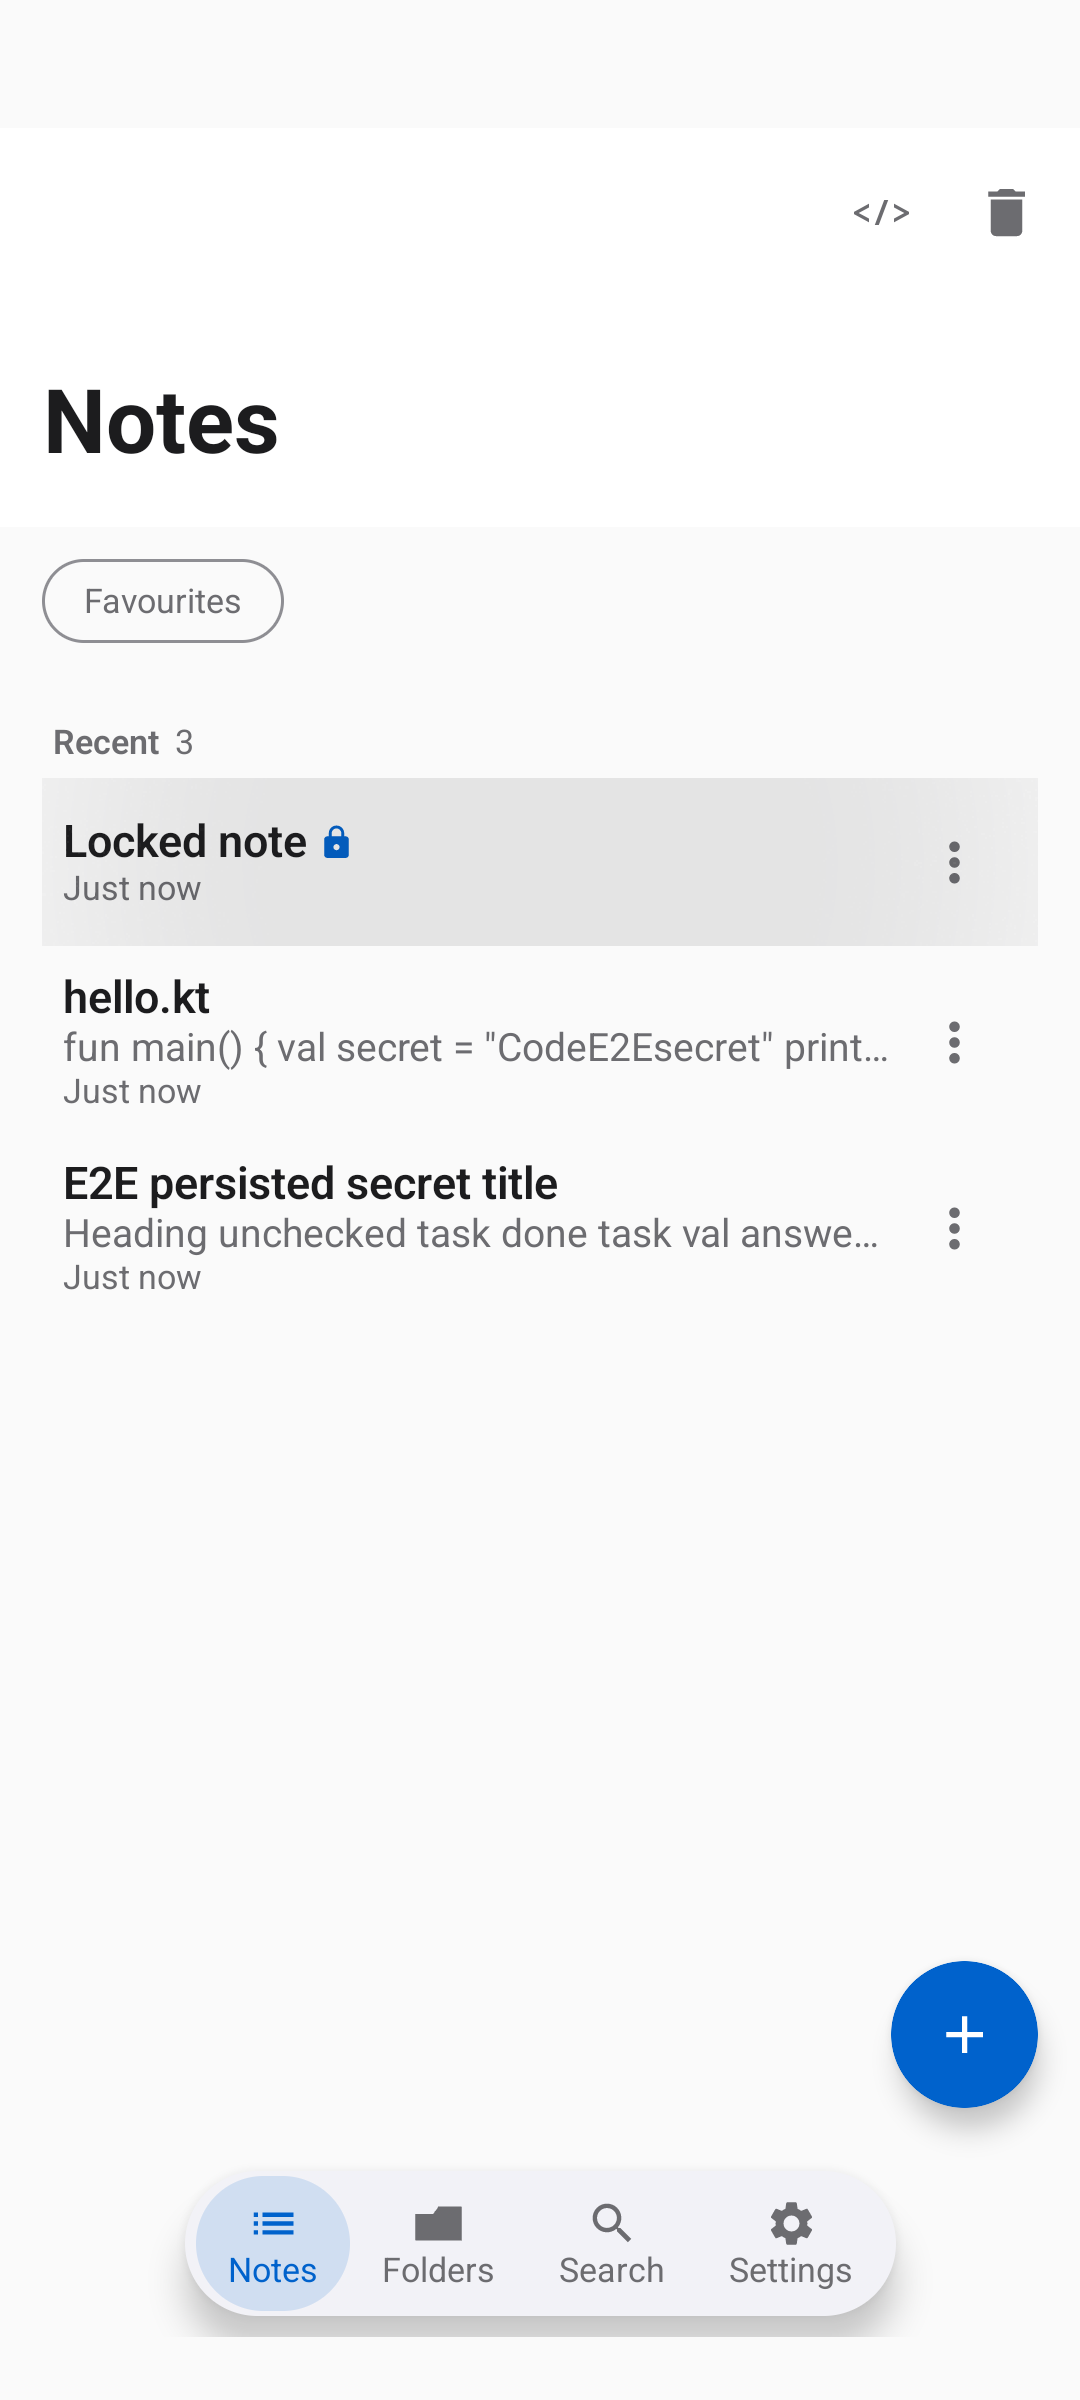 </>
Notes
Favourites
Recent 3
Locked note
Just now
hello.kt
fun main() { val secret = "CodeE2Esecret" print…
Just now
E2E persisted secret title
Heading unchecked task done task val answe…
Just now
Notes Folders Search Settings